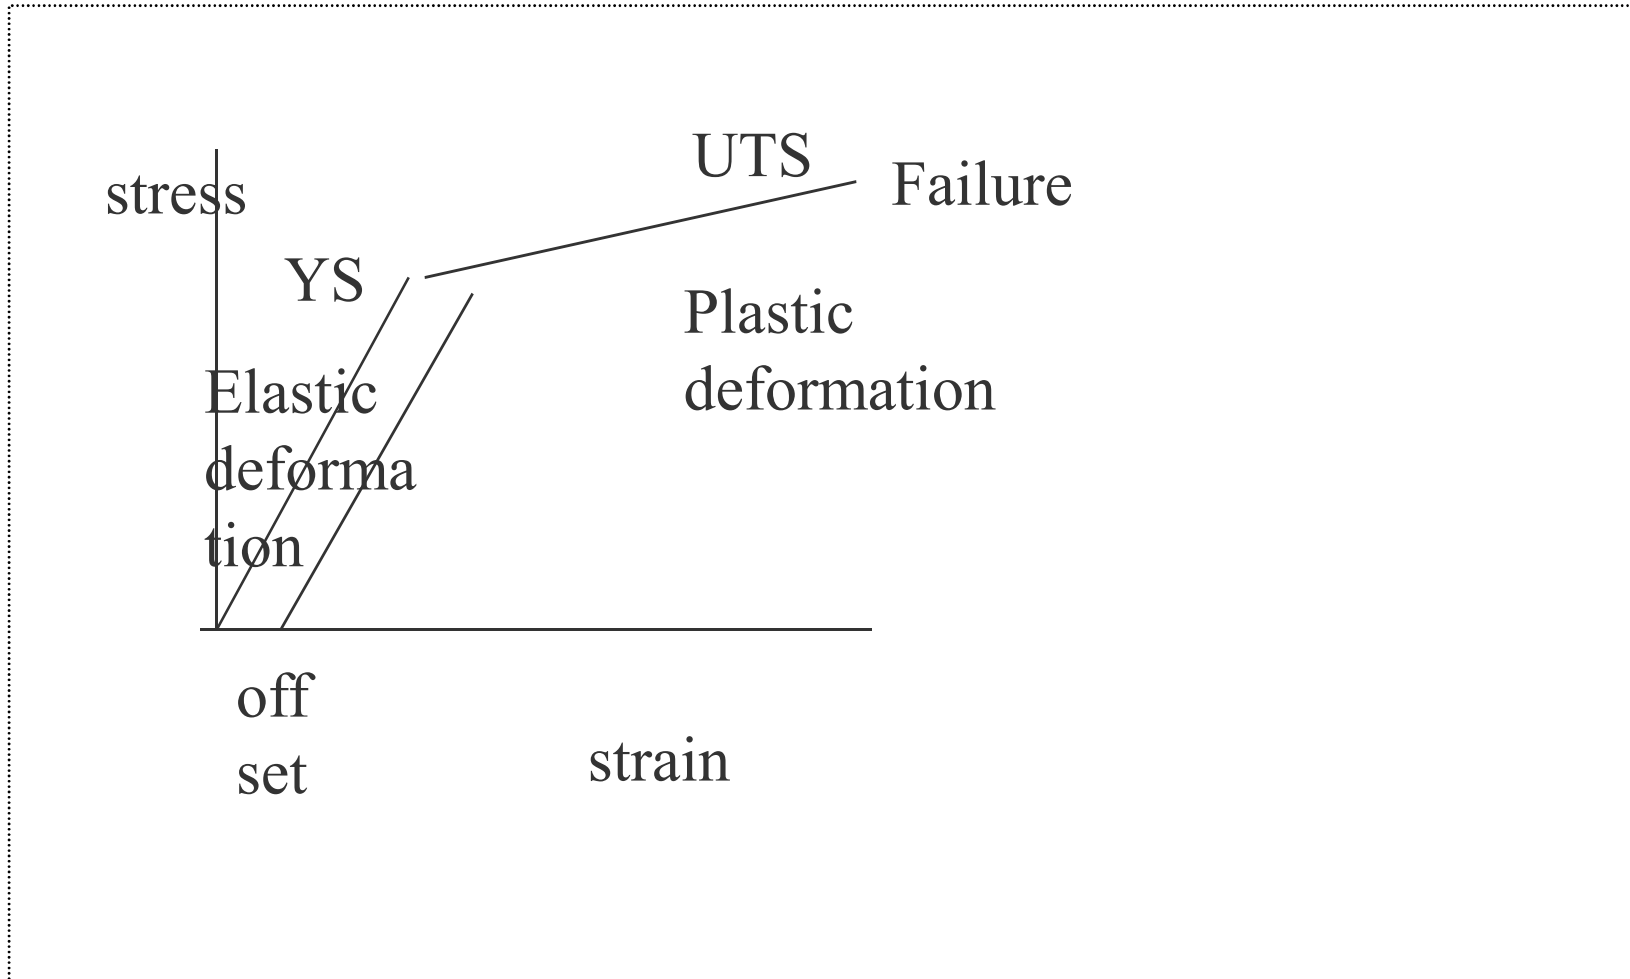 UTS
Failure
stress
YS
Plastic
deformation
Elastic
deforma
tion
off
set
strain